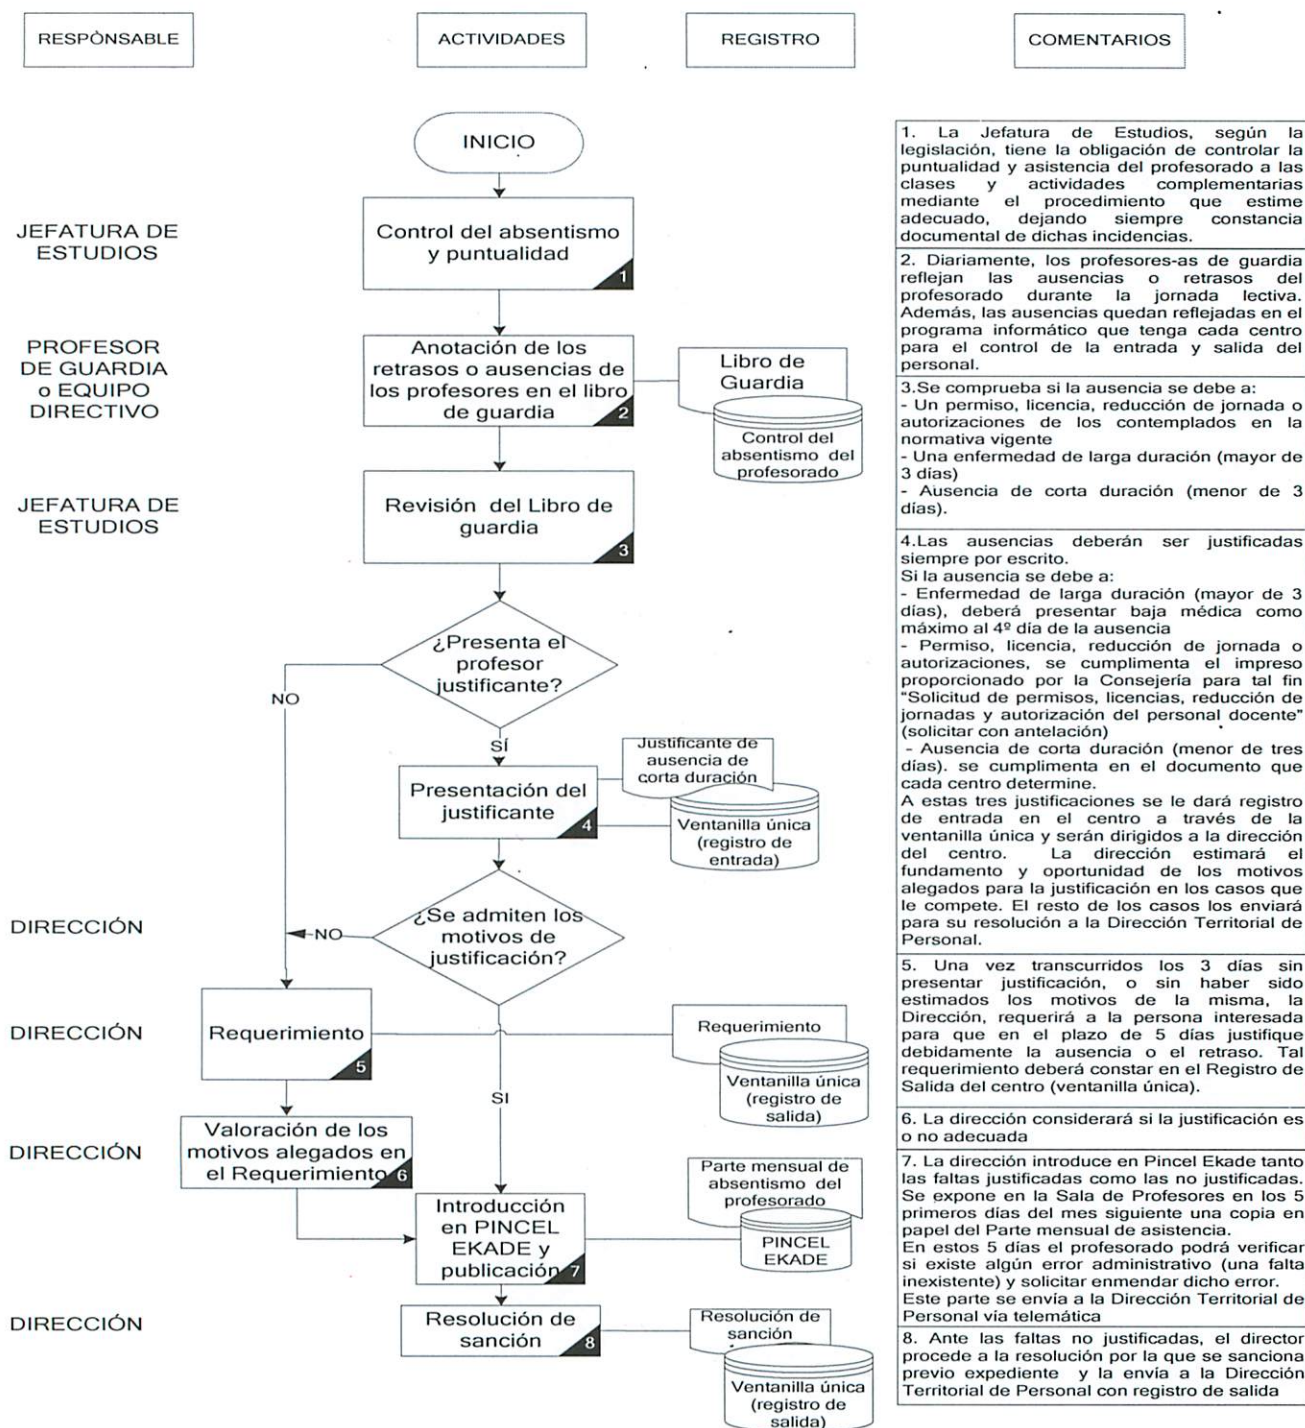 RESPÒNSABLE
ACTIVIDADES
REGISTRO
COMENTARIOS
INICIO
JEFATURA DE
ESTUDIOS
Control del absentismo
y puntualidad
1
PROFESOR
DE GUARDIA
o EQUIPO
DIRECTIVO
Anotación de los
retrasos o ausencias de
los profesores en el libro
de guardia
2
Libro de
Guardia
Control del
absentismo del
profesorado
JEFATURA DE
ESTUDIOS
Revisión del Libro de
guardia
3
¿Presenta el
profesor
justificante?
NO
SÍ
Presentación del
justificante
4
Justificante de
ausencia de
corta duración
Ventanilla única
(registro de
entrada)
DIRECCIÓN
¿Se admiten los
motivos de
justificación?
NO
SI
DIRECCIÓN
Requerimiento
5
Requerimiento
Ventanilla única
(registro de
salida)
DIRECCIÓN
Valoración de los
motivos alegados en
el Requerimiento
6
Introducción
en PINCEL
EKADE y
publicación
7
Parte mensual de
absentismo del
profesorado
PINCEL
EKADE
DIRECCIÓN
Resolución de
sanción
8
Resolución de
sanción
Ventanilla única
(registro de
salida)
1. La Jefatura de Estudios, según la
legislación, tiene la obligación de controlar la
puntualidad y asistencia del profesorado a las
clases y actividades complementarias
mediante el procedimiento que estime
adecuado, dejando siempre constancia
documental de dichas incidencias.
2. Diariamente, los profesores-as de guardia
reflejan las ausencias o retrasos del
profesorado durante la jornada lectiva.
Además, las ausencias quedan reflejadas en el
programa informático que tenga cada centro
para el control de la entrada y salida del
personal.
3.Se comprueba si la ausencia se debe a:
- Un permiso, licencia, reducción de jornada o
autorizaciones de los contemplados en la
normativa vigente
- Una enfermedad de larga duración (mayor de
3 días)
- Ausencia de corta duración (menor de 3
días).
4.Las ausencias deberán ser justificadas
siempre por escrito.
Si la ausencia se debe a:
- Enfermedad de larga duración (mayor de 3
días), deberá presentar baja médica como
máximo al 4º día de la ausencia
- Permiso, licencia, reducción de jornada o
autorizaciones, se cumplimenta el impreso
proporcionado por la Consejería para tal fin
"Solicitud de permisos, licencias, reducción de
jornadas y autorización del personal docente"
(solicitar con antelación)
- Ausencia de corta duración (menor de tres
días). se cumplimenta en el documento que
cada centro determine.
A estas tres justificaciones se le dará registro
de entrada en el centro a través de la
ventanilla única y serán dirigidos a la dirección
del centro. La dirección estimará el
fundamento y oportunidad de los motivos
alegados para la justificación en los casos que
le compete. El resto de los casos los enviará
para su resolución a la Dirección Territorial de
Personal.
5. Una vez transcurridos los 3 días sin
presentar justificación, o sin haber sido
estimados los motivos de la misma, la
Dirección, requerirá a la persona interesada
para que en el plazo de 5 días justifique
debidamente la ausencia o el retraso. Tal
requerimiento deberá constar en el Registro de
Salida del centro (ventanilla única).
6. La dirección considerará si la justificación es
o no adecuada
7. La dirección introduce en Pincel Ekade tanto
las faltas justificadas como las no justificadas.
Se expone en la Sala de Profesores en los 5
primeros días del mes siguiente una copia en
papel del Parte mensual de asistencia.
En estos 5 días el profesorado podrá verificar
si existe algún error administrativo (una falta
inexistente) y solicitar enmendar dicho error.
Este parte se envía a la Dirección Territorial de
Personal vía telemática
8. Ante las faltas no justificadas, el director
procede a la resolución por la que se sanciona
previo expediente y la envía a la Dirección
Territorial de Personal con registro de salida